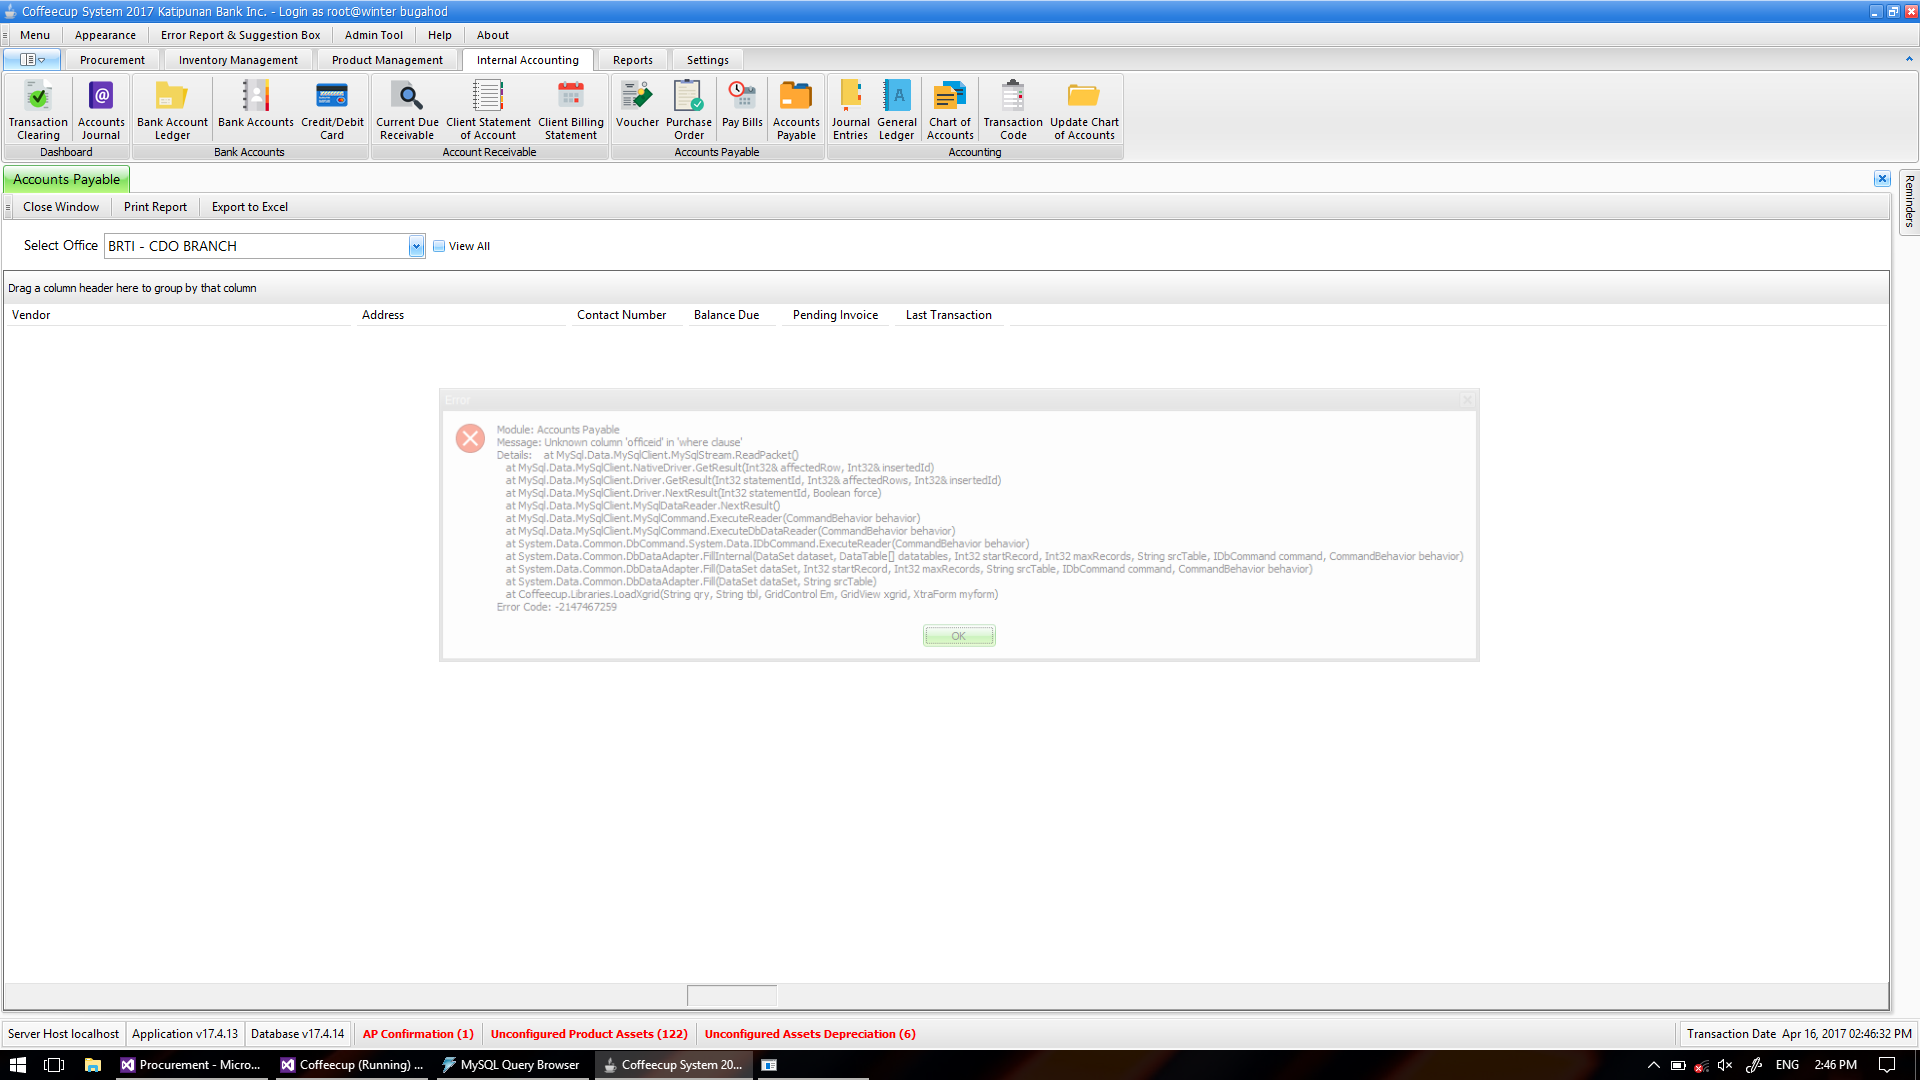 Coffeecup System 2017 Katipunan Bank Inc. - Login as root@winter bugahod
Menu Appearance Error Report & Suggestion Box Admin Tool Help About
Procurement Inventory Management Product Management Internal Accounting Reports Settings
Transaction Clearing Accounts Journal Bank Account Ledger Bank Accounts Credit/Debit Card Current Due Receivable Client Statement of Account Client Billing Statement Voucher Purchase Order Pay Bills Accounts Payable Journal Entries General Ledger Chart of Accounts Transaction Code Update Chart of Accounts
Dashboard Bank Accounts Account Receivable Accounts Payable Accounting
Accounts Payable
Reminders
Close Window Print Report Export to Excel
Select Office BRTI - CDO BRANCH View All
Drag a column header here to group by that column
Vendor Address Contact Number Balance Due Pending Invoice Last Transaction
Error
Module: Accounts Payable
Message: Unknown column 'officeid' in 'where clause'
Details: at MySql.Data.MySqlClient.MySqlStream.ReadPacket()
at MySql.Data.MySqlClient.NativeDriver.GetResult(Int32& affectedRow, Int32& insertedId)
at MySql.Data.MySqlClient.Driver.GetResult(Int32 statementId, Int32& affectedRows, Int32& insertedId)
at MySql.Data.MySqlClient.Driver.NextResult(Int32 statementId, Boolean force)
at MySql.Data.MySqlClient.MySqlDataReader.NextResult()
at MySql.Data.MySqlClient.MySqlCommand.ExecuteReader(CommandBehavior behavior)
at MySql.Data.MySqlClient.MySqlCommand.ExecuteDbDataReader(CommandBehavior behavior)
at System.Data.Common.DbCommand.System.Data.IDbCommand.ExecuteReader(CommandBehavior behavior)
at System.Data.Common.DbDataAdapter.FillInternal(DataSet dataset, DataTable[] datatables, Int32 startRecord, Int32 maxRecords, String srcTable, IDbCommand command, CommandBehavior behavior)
at System.Data.Common.DbDataAdapter.Fill(DataSet dataSet, Int32 startRecord, Int32 maxRecords, String srcTable, IDbCommand command, CommandBehavior behavior)
at System.Data.Common.DbDataAdapter.Fill(DataSet dataSet, String srcTable)
at Coffeecup.Libraries.LoadXgrid(String qry, String tbl, GridControl Em, GridView xgrid, XtraForm myform)
Error Code: -2147467259
OK
Server Host localhost Application v17.4.13 Database v17.4.14 AP Confirmation (1) Unconfigured Product Assets (122) Unconfigured Assets Depreciation (6) Transaction Date Apr 16, 2017 02:46:32 PM
Procurement - Micro... Coffeecup (Running) ... MySQL Query Browser Coffeecup System 20... ENG 2:46 PM